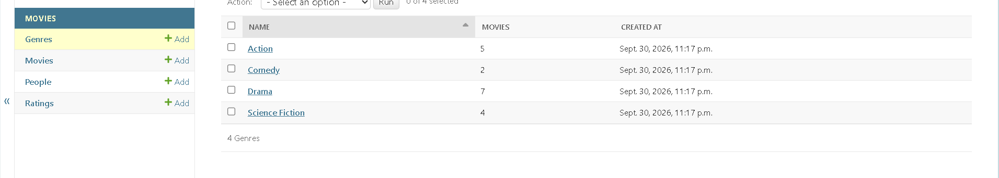 Action: - Select an option - Run 0 of 4 selected
MOVIES
Genres + Add
Movies + Add
People + Add
Ratings + Add
«
NAME MOVIES CREATED AT
Action 5 Sept. 30, 2026, 11:17 p.m.
Comedy 2 Sept. 30, 2026, 11:17 p.m.
Drama 7 Sept. 30, 2026, 11:17 p.m.
Science Fiction 4 Sept. 30, 2026, 11:17 p.m.
4 Genres